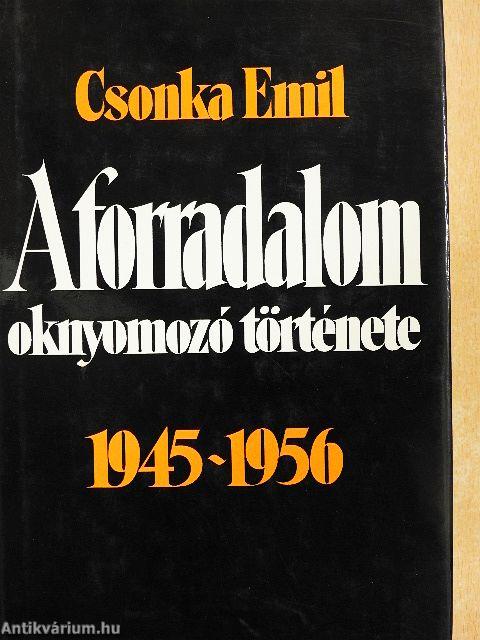 Csonka Emil
A forradalom
oknyomozó története
1945~1956
Antikvárium.hu